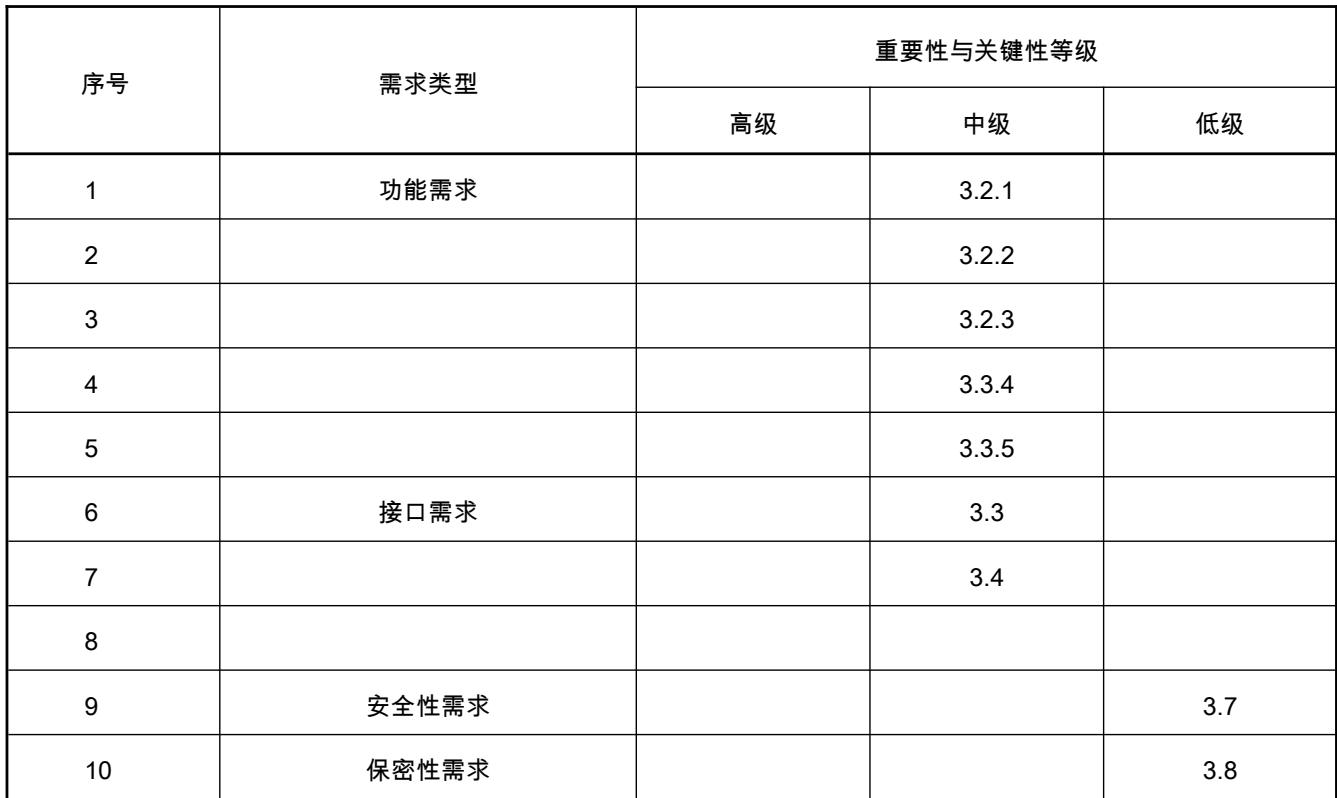 序号 需求类型 重要性与关键性等级
高级 中级 低级
1 功能需求 3.2.1
2 3.2.2
3 3.2.3
4 3.3.4
5 3.3.5
6 接口需求 3.3
7 3.4
8
9 安全性需求 3.7
10 保密性需求 3.8